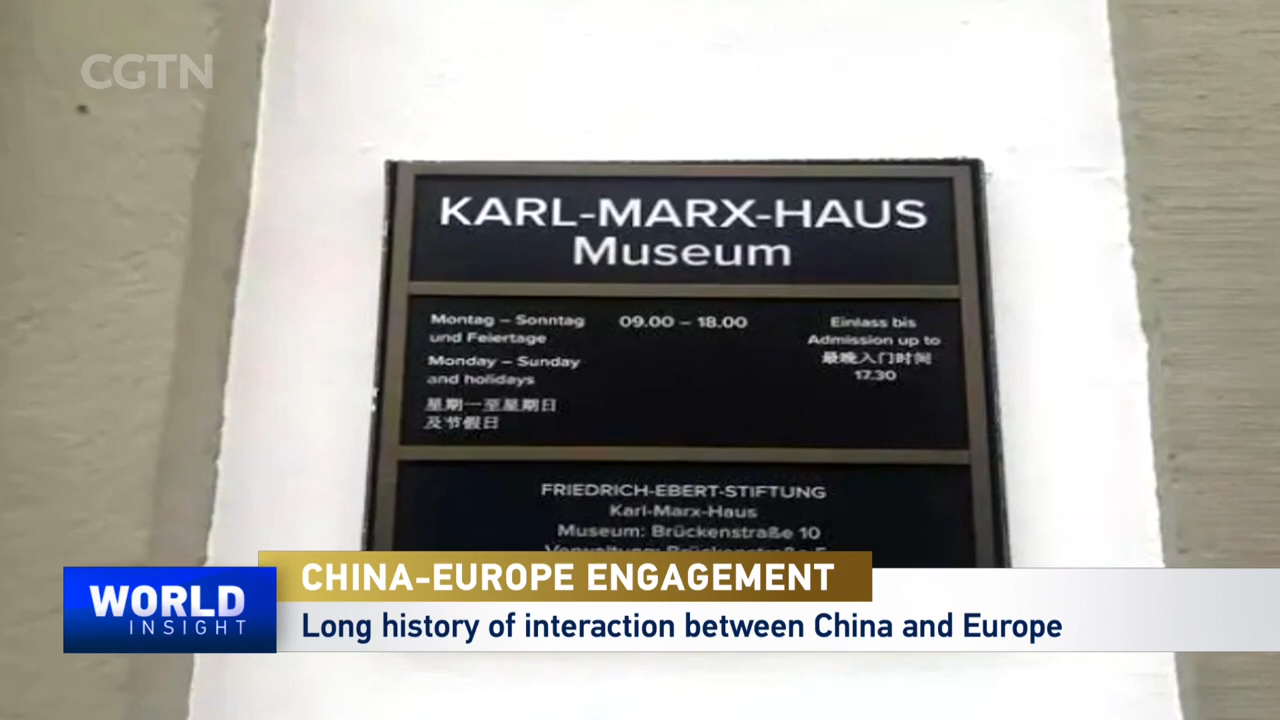 CGTN
KARL-MARX-HAUS
Museum
Montag – Sonntag
und Feiertage
09.00 – 18.00
Monday – Sunday
and holidays
星期一至星期日
及节假日
Einlass bis
Admission up to
最晚入门时间
17.30
FRIEDRICH-EBERT-STIFTUNG
Karl-Marx-Haus
Museum: Brückenstraße 10
CHINA-EUROPE ENGAGEMENT
WORLD
INSIGHT
Long history of interaction between China and Europe